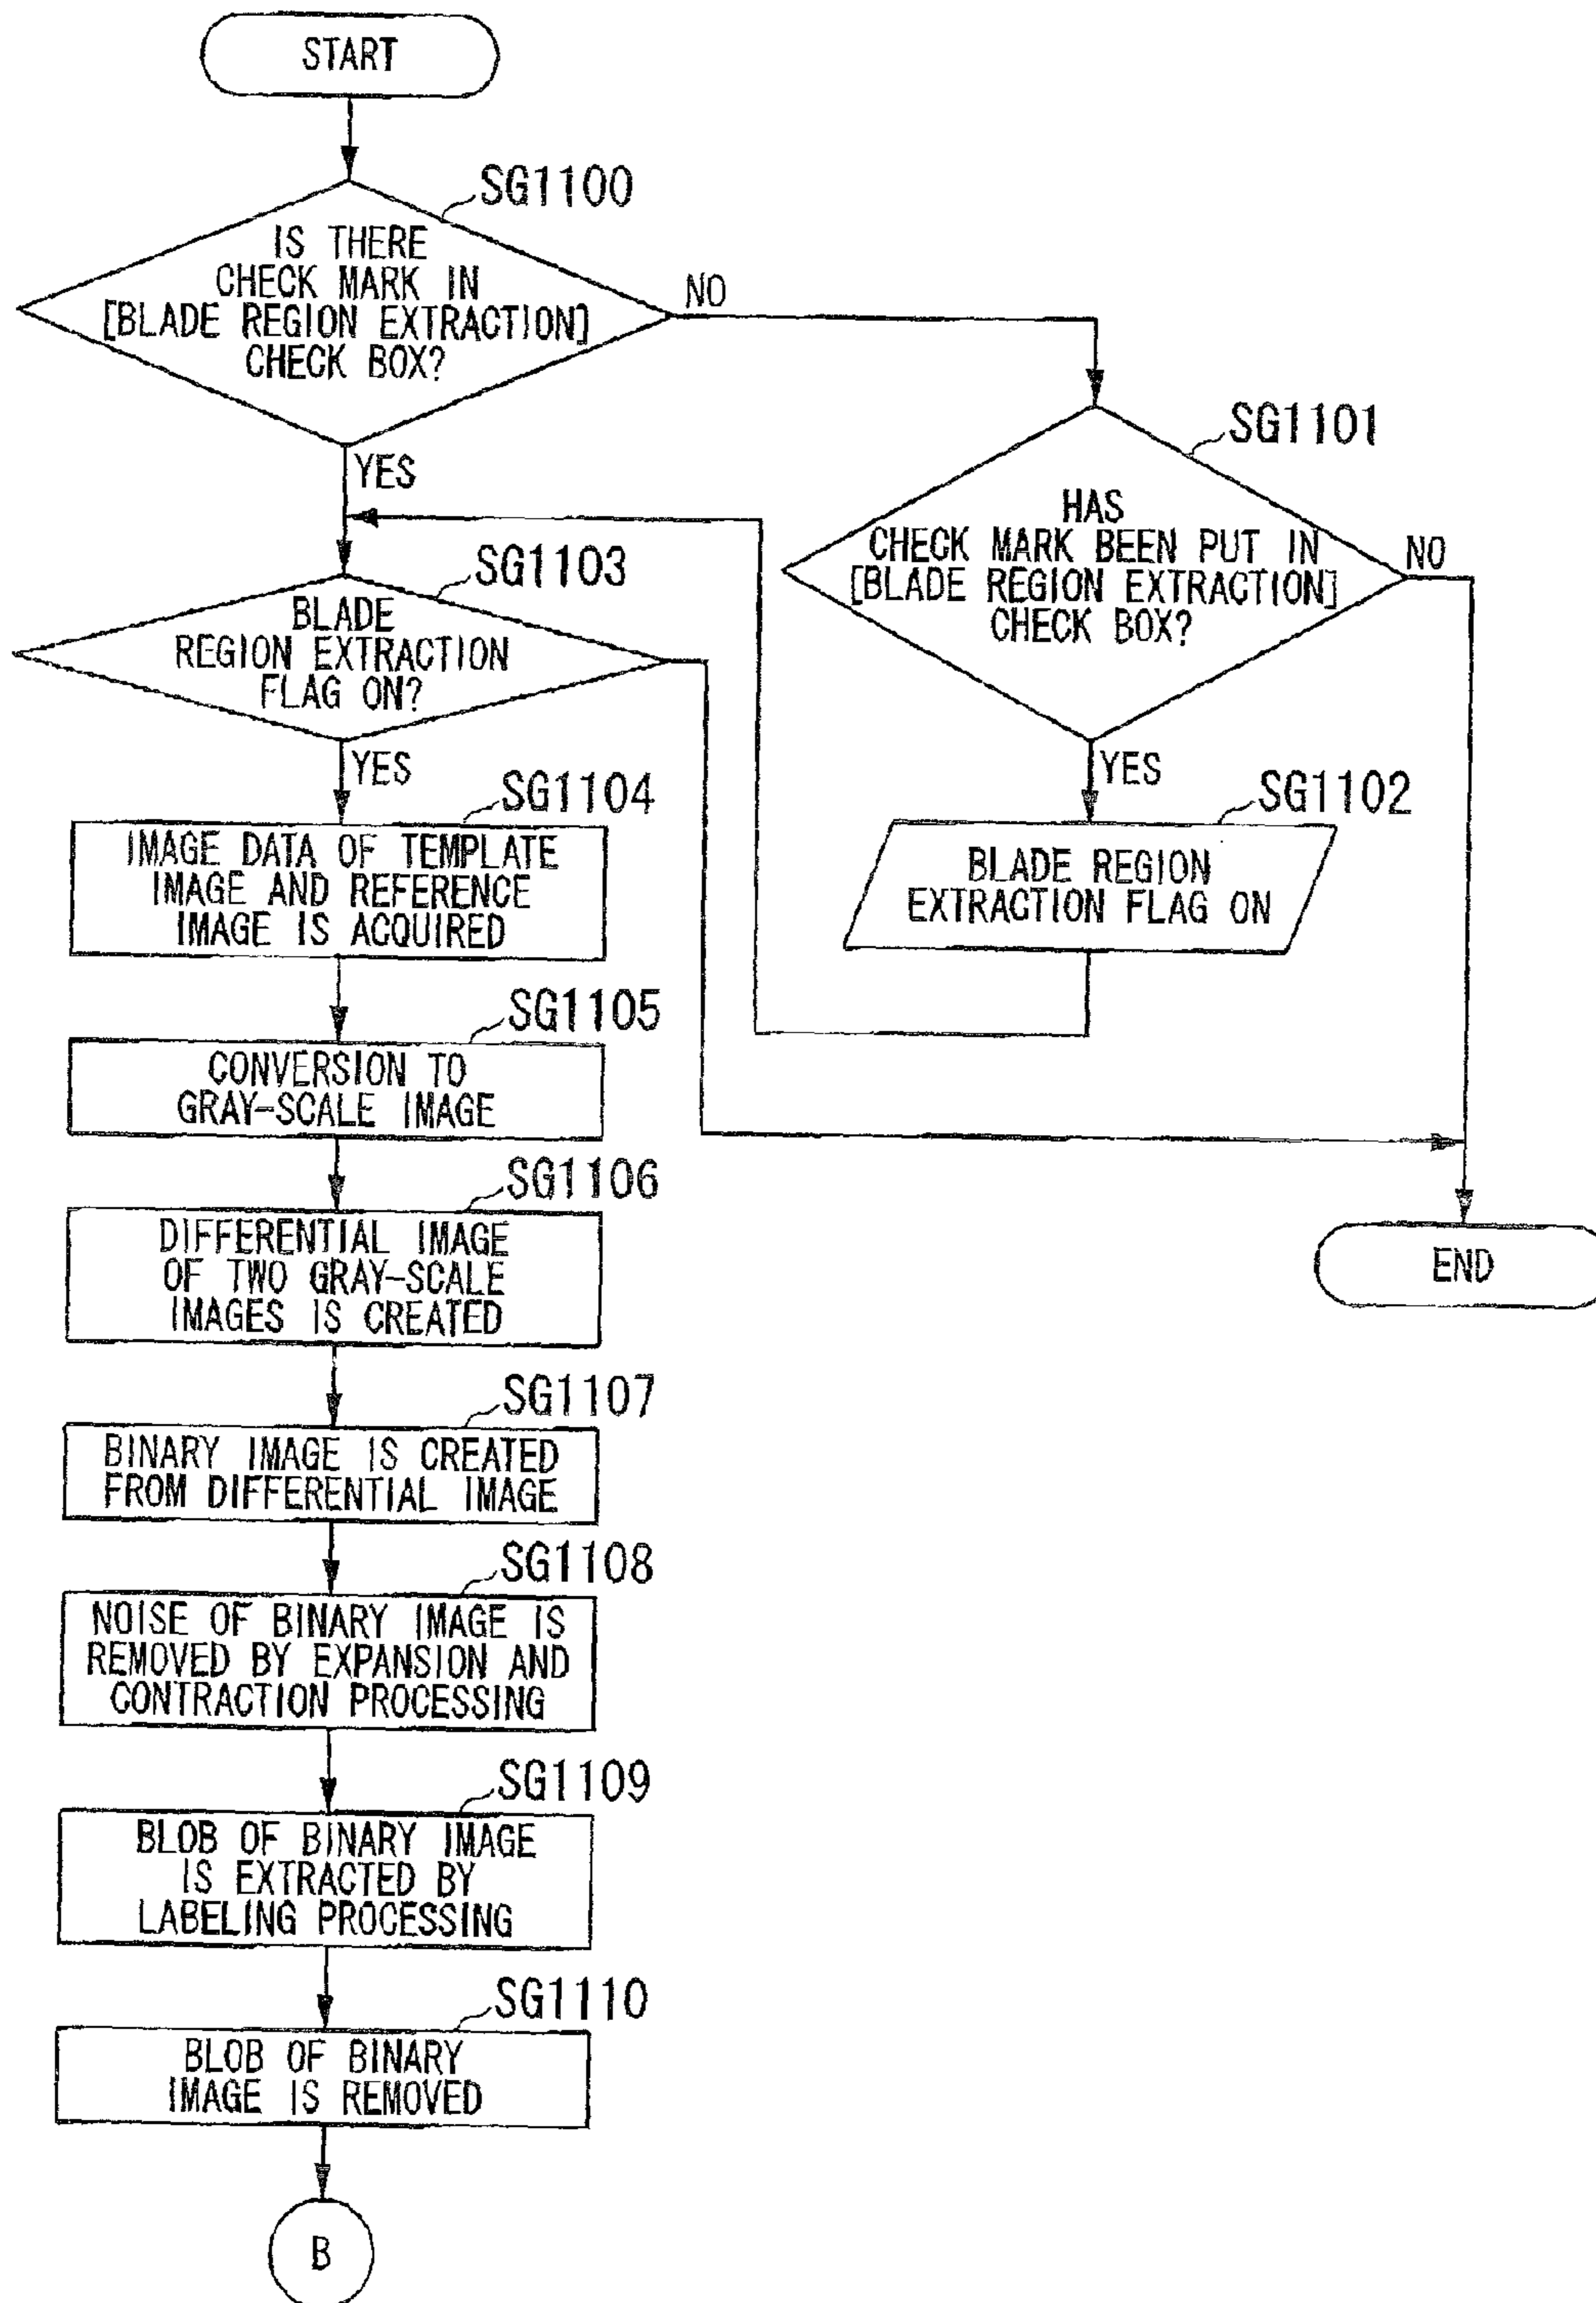 START
SG1100
IS THERE
CHECK MARK IN
[BLADE REGION EXTRACTION]
CHECK BOX?
NO
YES
SG1101
HAS
CHECK MARK BEEN PUT IN
[BLADE REGION EXTRACTION]
CHECK BOX?
NO
YES
SG1102
BLADE REGION
EXTRACTION FLAG ON
SG1103
BLADE
REGION EXTRACTION
FLAG ON?
YES
SG1104
IMAGE DATA OF TEMPLATE
IMAGE AND REFERENCE
IMAGE IS ACQUIRED
SG1105
CONVERSION TO
GRAY-SCALE IMAGE
SG1106
DIFFERENTIAL IMAGE
OF TWO GRAY-SCALE
IMAGES IS CREATED
END
SG1107
BINARY IMAGE IS CREATED
FROM DIFFERENTIAL IMAGE
SG1108
NOISE OF BINARY IMAGE IS
REMOVED BY EXPANSION AND
CONTRACTION PROCESSING
SG1109
BLOB OF BINARY IMAGE
IS EXTRACTED BY
LABELING PROCESSING
SG1110
BLOB OF BINARY
IMAGE IS REMOVED
B